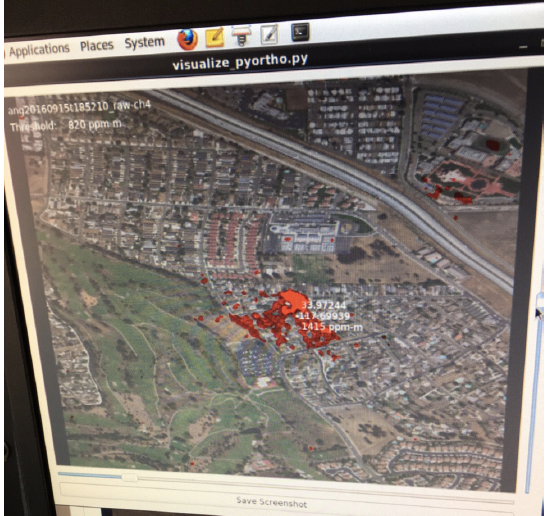 Applications Places System
visualize_pyortho.py
ang20160915t185210_raw-ch4
Threshold: 820 ppm-m
33.97244
-117.69939
1415 ppm-m
Save Screenshot